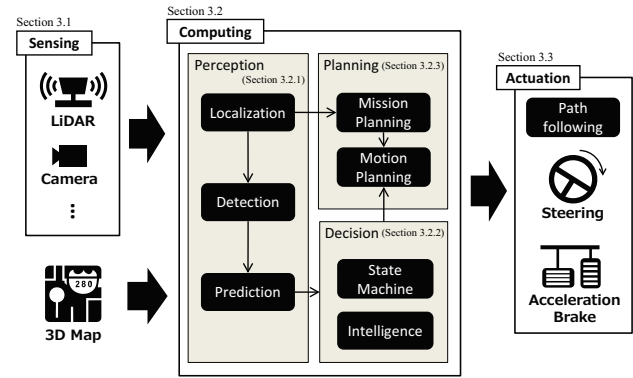 Section 3.1
Sensing
LiDAR
Camera
280
3D Map
Section 3.2
Computing
Perception
(Section 3.2.1)
Localization
Detection
Prediction
Planning (Section 3.2.3)
Mission
Planning
Motion
Planning
Decision (Section 3.2.2)
State
Machine
Intelligence
Section 3.3
Actuation
Path
following
Steering
Acceleration
Brake